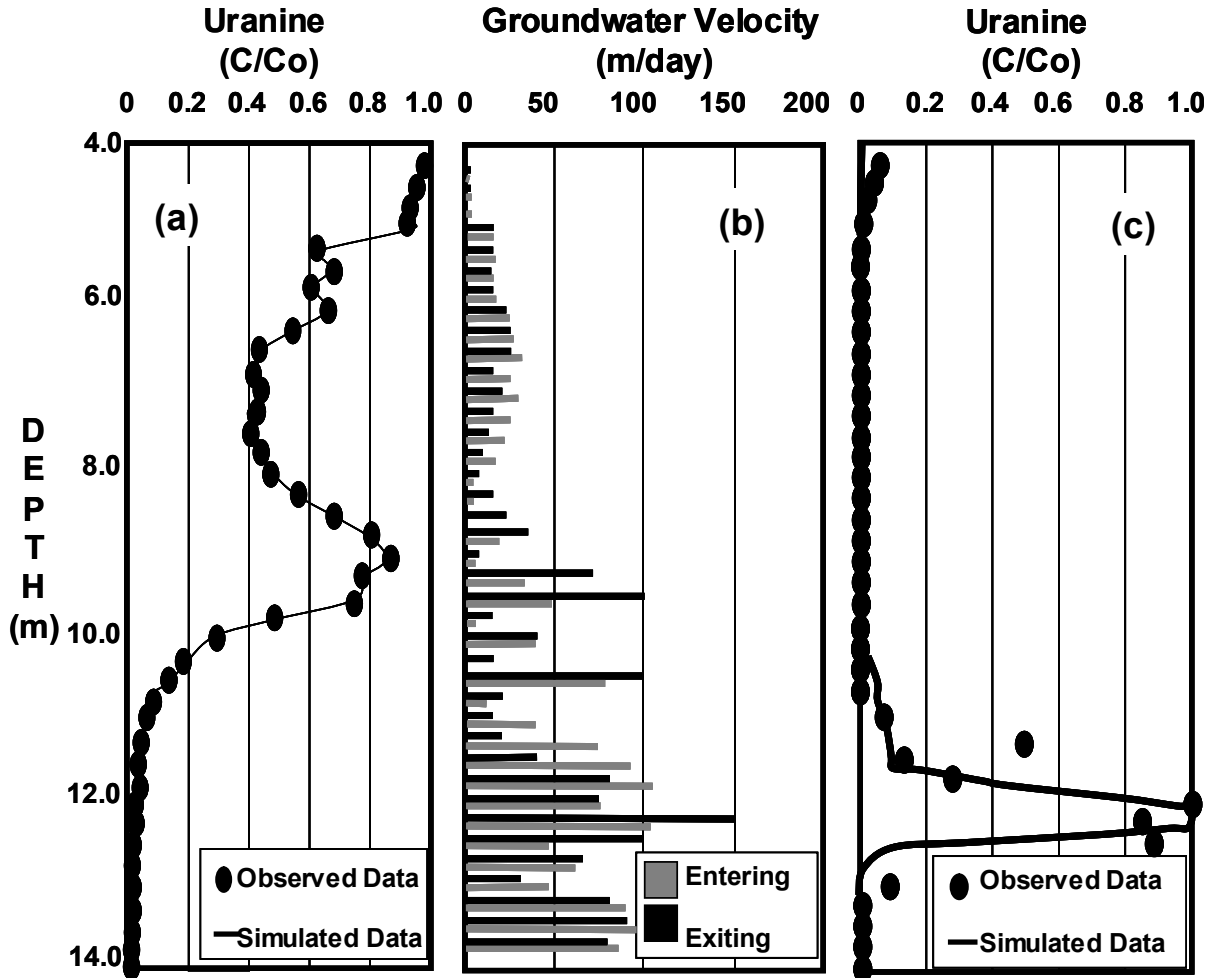 Uranine
(C/Co)
0 0.2 0.4 0.6 0.8 1.0
Groundwater Velocity
(m/day)
0 50 100 150 200
Uranine
(C/Co)
0 0.2 0.4 0.6 0.8 1.0
4.0
6.0
8.0
10.0
12.0
14.0
D
E
P
T
H
(m)
(a)
(b)
(c)
Observed Data
Simulated Data
Entering
Exiting
Observed Data
Simulated Data